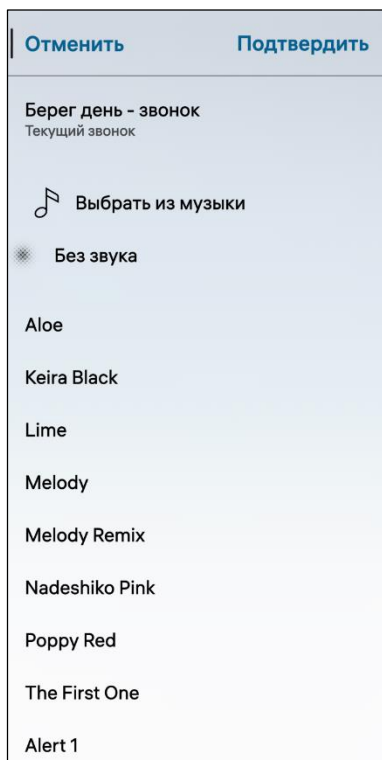 Отменить Подтвердить
Берег день - звонок
Текущий звонок
Выбрать из музыки
Без звука
Aloe
Keira Black
Lime
Melody
Melody Remix
Nadeshiko Pink
Poppy Red
The First One
Alert 1